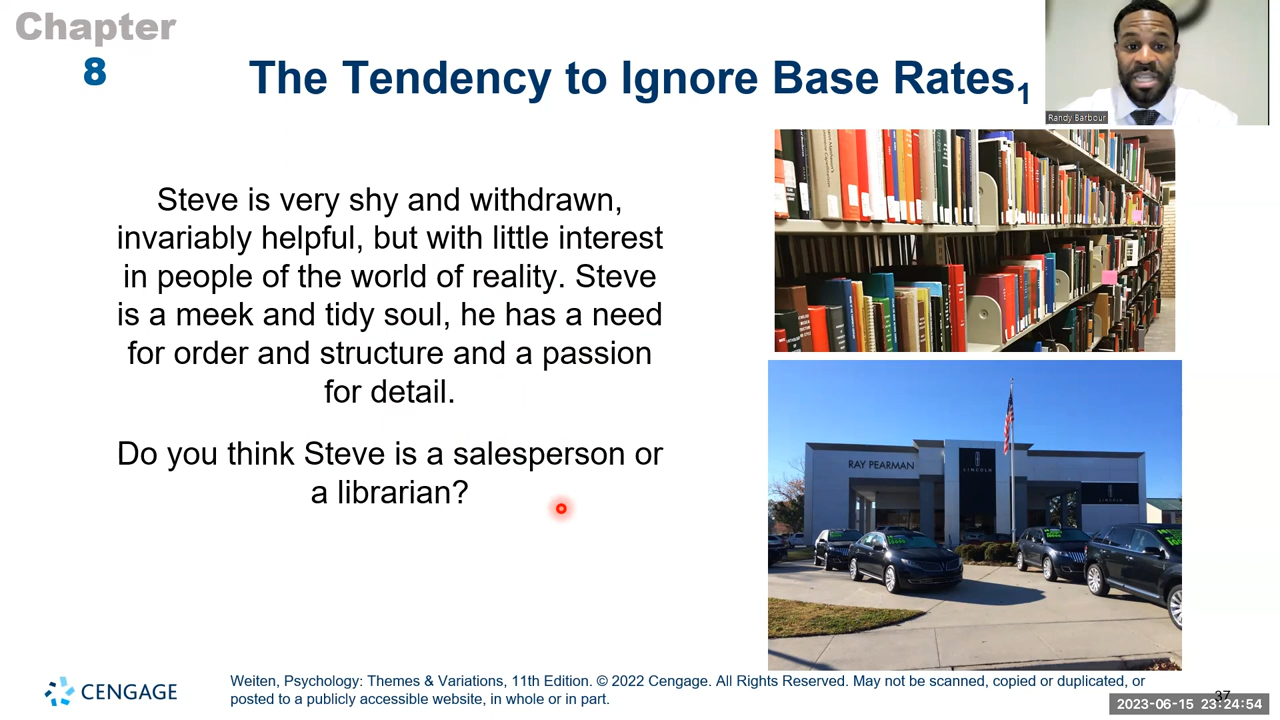 Chapter
8
The Tendency to Ignore Base Rates1
Randy Barbour
Steve is very shy and withdrawn,
invariably helpful, but with little interest
in people of the world of reality. Steve
is a meek and tidy soul, he has a need
for order and structure and a passion
for detail.
Do you think Steve is a salesperson or
a librarian?
RAY PEARMAN
LINCOLN
LINCOLN
CENGAGE
Weiten, Psychology: Themes & Variations, 11th Edition. © 2022 Cengage. All Rights Reserved. May not be scanned, copied or duplicated, or
posted to a publicly accessible website, in whole or in part.
37
2023-06-15 23:24:54